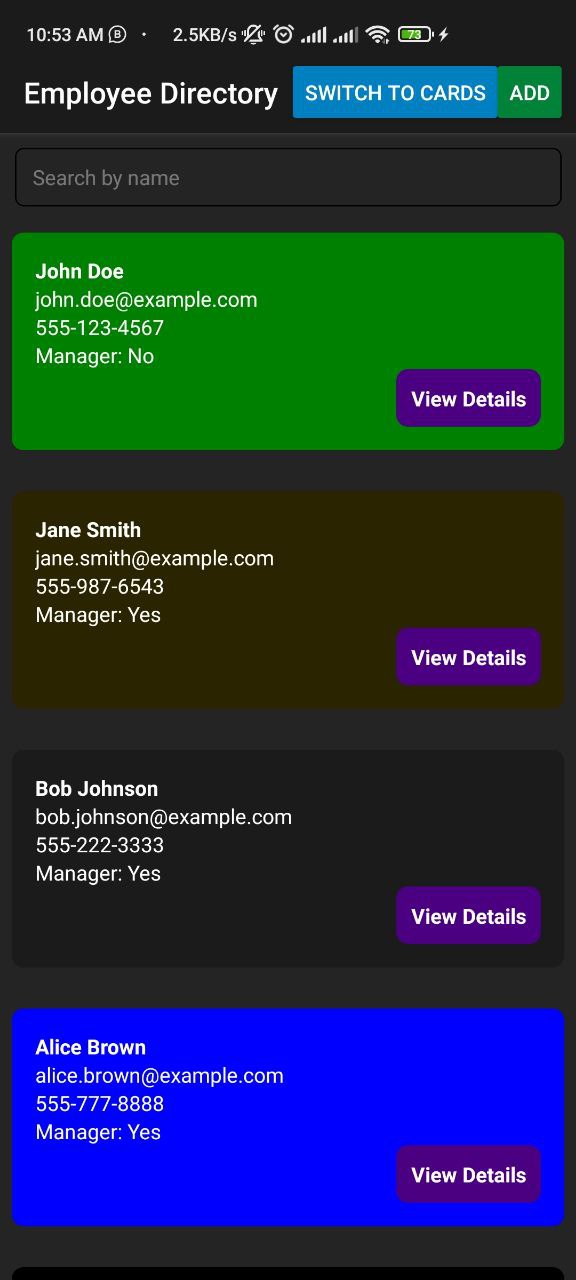 10:53 AM B · 2.5KB/s 73
Employee Directory SWITCH TO CARDS ADD
Search by name
John Doe
john.doe@example.com
555-123-4567
Manager: No
View Details
Jane Smith
jane.smith@example.com
555-987-6543
Manager: Yes
View Details
Bob Johnson
bob.johnson@example.com
555-222-3333
Manager: Yes
View Details
Alice Brown
alice.brown@example.com
555-777-8888
Manager: Yes
View Details